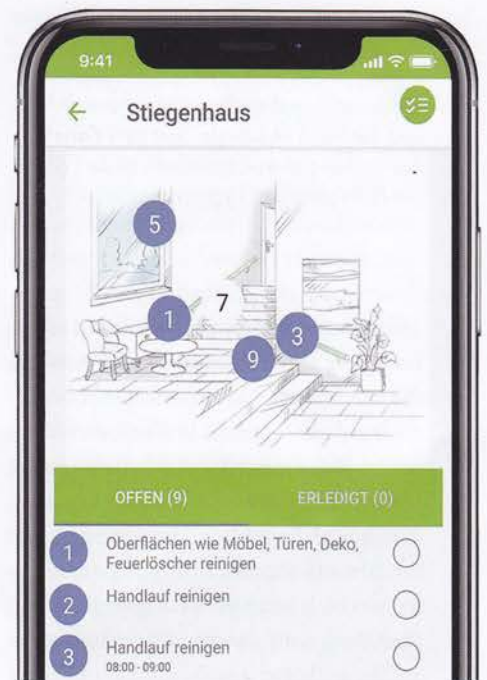 9:41
Stiegenhaus
5
7
1
3
9
OFFEN (9)
ERLEDIGT (0)
1
Oberflächen wie Möbel, Türen, Deko,
Feuerlöscher reinigen
2
Handlauf reinigen
3
Handlauf reinigen
08:00 - 09:00